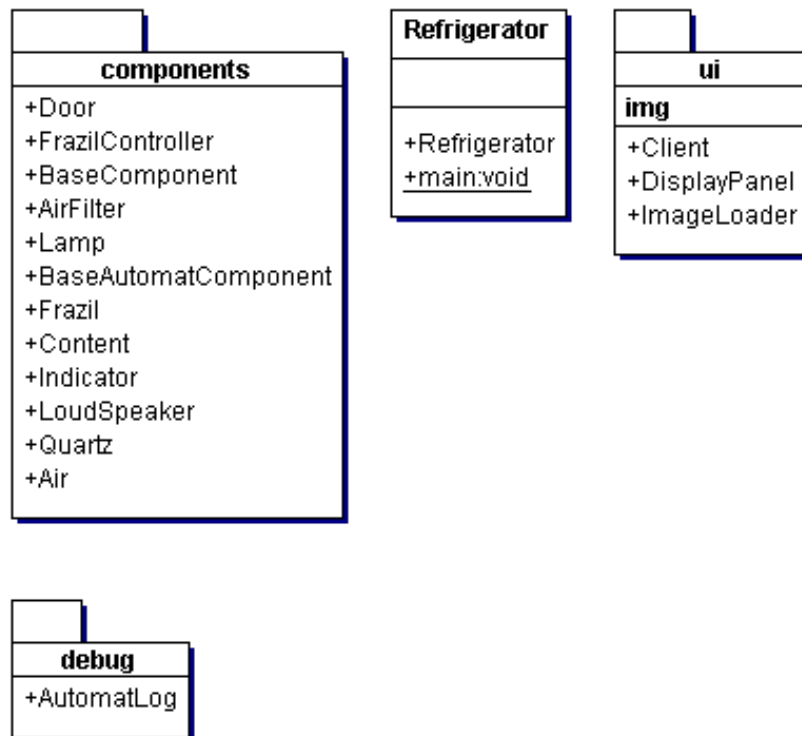 components
+Door
+FrazilController
+BaseComponent
+AirFilter
+Lamp
+BaseAutomatComponent
+Frazil
+Content
+Indicator
+LoudSpeaker
+Quartz
+Air
Refrigerator
+Refrigerator
+main:void
ui
img
+Client
+DisplayPanel
+ImageLoader
debug
+AutomatLog